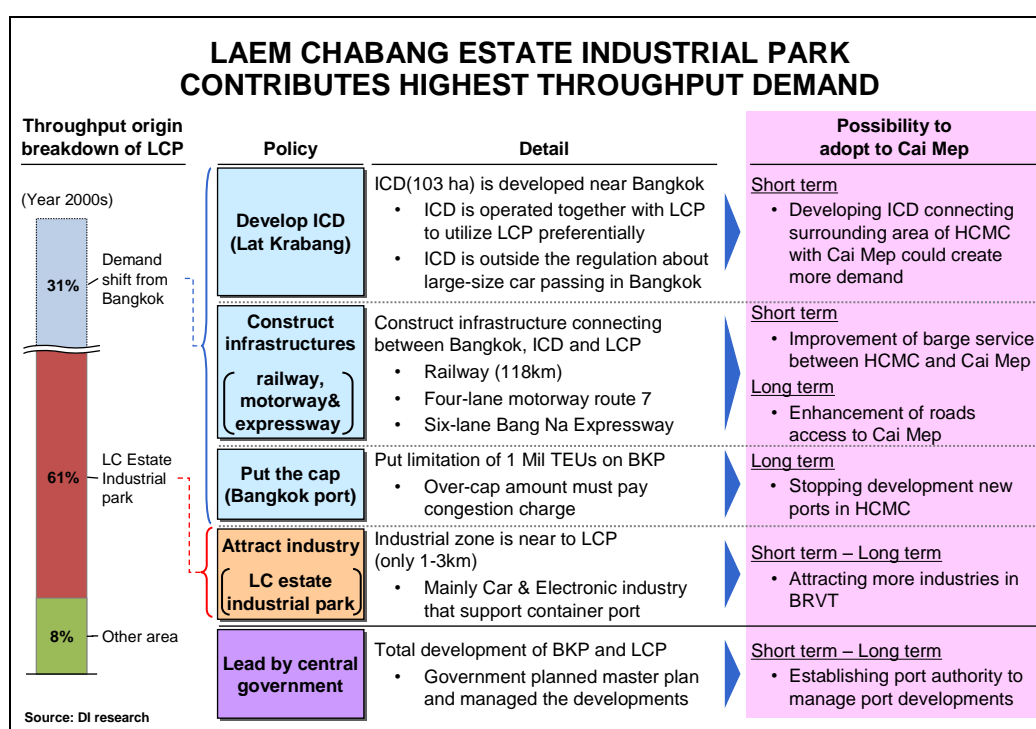 LAEM CHABANG ESTATE INDUSTRIAL PARK
CONTRIBUTES HIGHEST THROUGHPUT DEMAND
Throughput origin
breakdown of LCP
(Year 2000s)
31%
Demand
shift from
Bangkok
61%
LC Estate
Industrial
park
8%
Other area
Source: DI research
Policy
Detail
Possibility to
adopt to Cai Mep
Develop ICD
(Lat Krabang)
ICD(103 ha) is developed near Bangkok
• ICD is operated together with LCP
to utilize LCP preferentially
• ICD is outside the regulation about
large-size car passing in Bangkok
Short term
• Developing ICD connecting
surrounding area of HCMC
with Cai Mep could create
more demand
Construct
infrastructures
railway,
motorway&
expressway
Construct infrastructure connecting
between Bangkok, ICD and LCP
• Railway (118km)
• Four-lane motorway route 7
• Six-lane Bang Na Expressway
Short term
• Improvement of barge service
between HCMC and Cai Mep
Long term
• Enhancement of roads
access to Cai Mep
Put the cap
(Bangkok port)
Put limitation of 1 Mil TEUs on BKP
• Over-cap amount must pay
congestion charge
Long term
• Stopping development new
ports in HCMC
Attract industry
LC estate
industrial park
Industrial zone is near to LCP
(only 1-3km)
• Mainly Car & Electronic industry
that support container port
Short term – Long term
• Attracting more industries in
BRVT
Lead by central
government
Total development of BKP and LCP
• Government planned master plan
and managed the developments
Short term – Long term
• Establishing port authority to
manage port developments